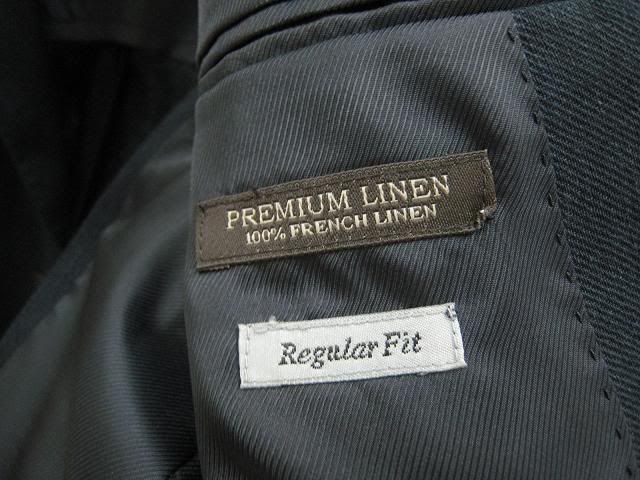 PREMIUM LINEN
100% FRENCH LINEN
Regular Fit